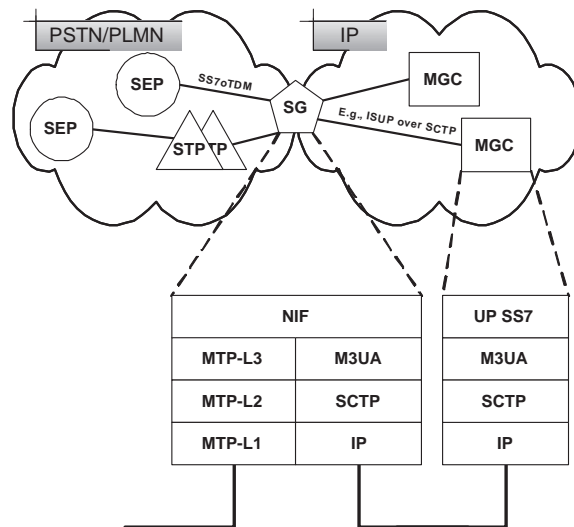 PSTN/PLMN
IP
SEP
SS7oTDM
SG
MGC
SEP
STP
TP
E.g., ISUP over SCTP
MGC
NIF
MTP-L3
M3UA
MTP-L2
SCTP
MTP-L1
IP
UP SS7
M3UA
SCTP
IP